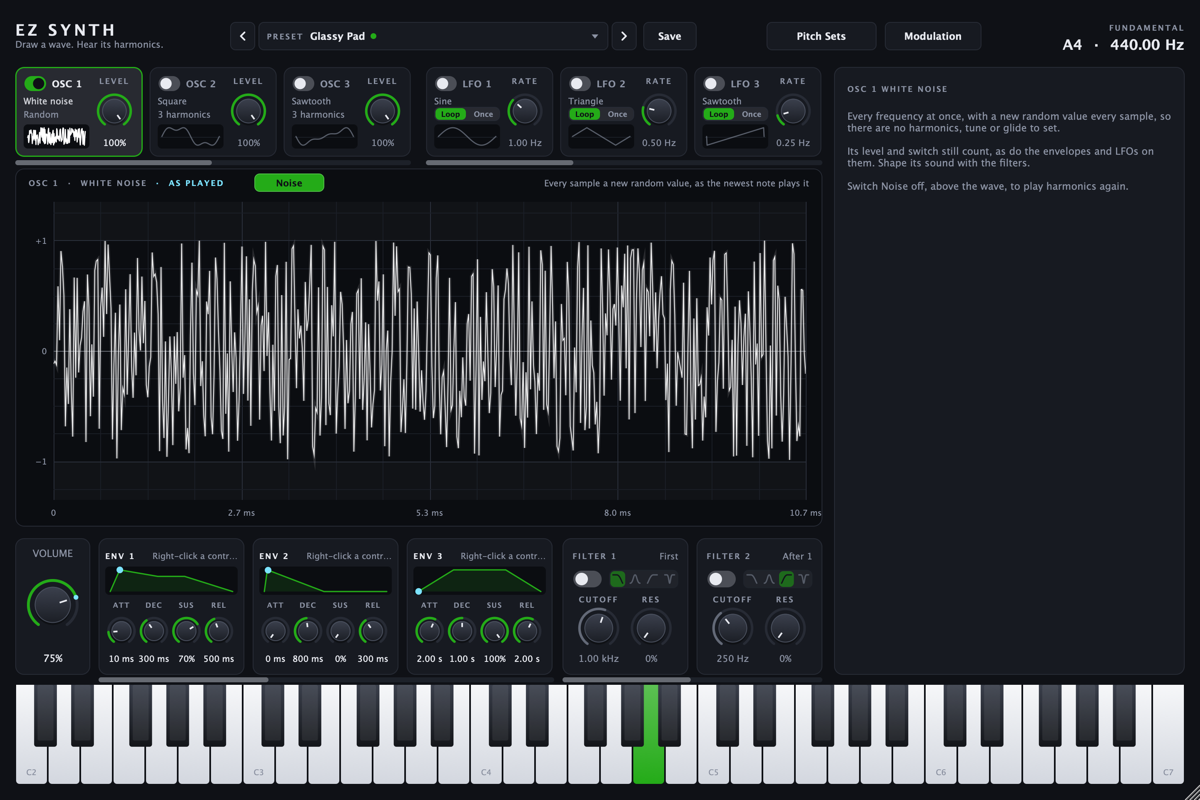 EZ SYNTH
Draw a wave. Hear its harmonics.
PRESET Glassy Pad
Save
Pitch Sets
Modulation
FUNDAMENTAL
A4 · 440.00 Hz
OSC 1
LEVEL
White noise
Random
100%
OSC 2
LEVEL
Square
3 harmonics
100%
OSC 3
LEVEL
Sawtooth
3 harmonics
100%
LFO 1
RATE
Sine
Loop Once
1.00 Hz
LFO 2
RATE
Triangle
Loop Once
0.50 Hz
LFO 3
RATE
Sawtooth
Loop Once
0.25 Hz
OSC 1 · WHITE NOISE · AS PLAYED
Noise
Every sample a new random value, as the newest note plays it
+1
0
−1
0 2.7 ms 5.3 ms 8.0 ms 10.7 ms
OSC 1 WHITE NOISE
Every frequency at once, with a new random value every sample, so
there are no harmonics, tune or glide to set.
Its level and switch still count, as do the envelopes and LFOs on
them. Shape its sound with the filters.
Switch Noise off, above the wave, to play harmonics again.
VOLUME
75%
ENV 1 Right-click a contr...
ATT DEC SUS REL
10 ms 300 ms 70% 500 ms
ENV 2 Right-click a contr...
ATT DEC SUS REL
0 ms 800 ms 0% 300 ms
ENV 3 Right-click a contr...
ATT DEC SUS REL
2.00 s 1.00 s 100% 2.00 s
FILTER 1 First
CUTOFF RES
1.00 kHz 0%
FILTER 2 After 1
CUTOFF RES
250 Hz 0%
C2 C3 C4 C5 C6 C7